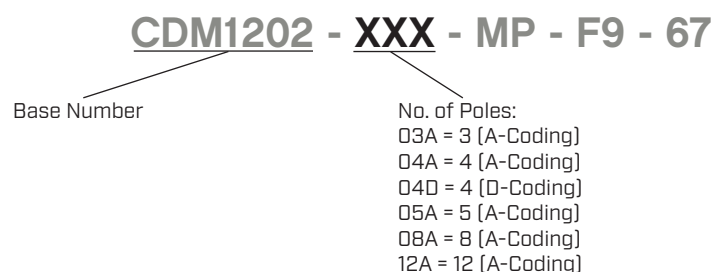 CDM1202 - XXX - MP - F9 - 67
Base Number
No. of Poles:
03A = 3 (A-Coding)
04A = 4 (A-Coding)
04D = 4 (D-Coding)
05A = 5 (A-Coding)
08A = 8 (A-Coding)
12A = 12 (A-Coding)